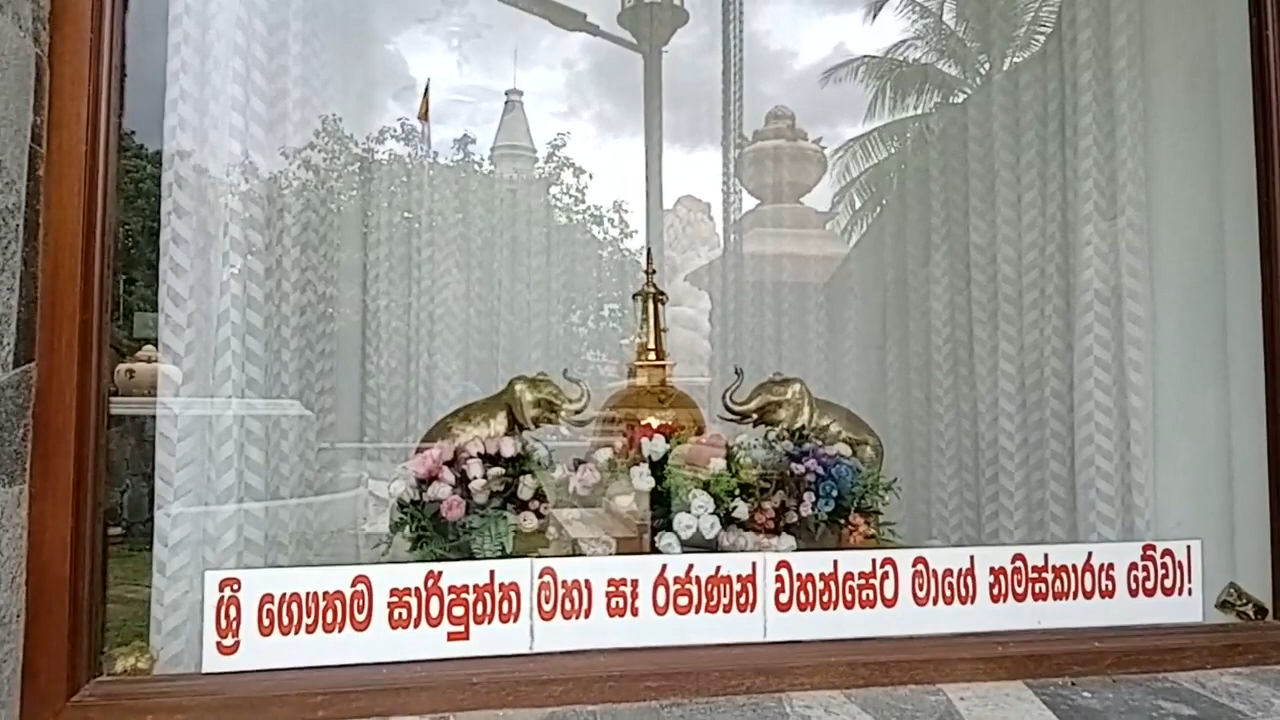 ශ්‍රී ගෞතම සාරිපුත්ත මහා සෑ රජාණන් වහන්සේට මාගේ නමස්කාරය වේවා!